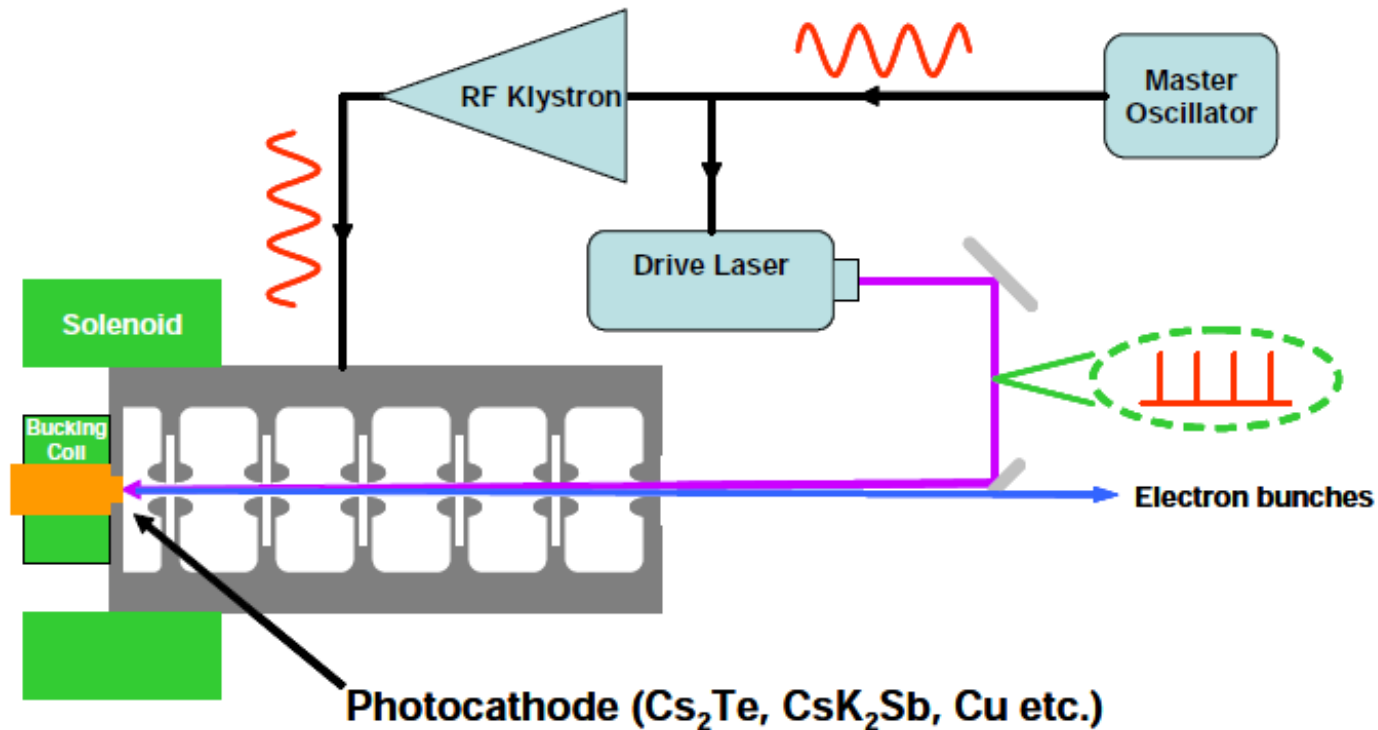 RF Klystron
Master
Oscillator
Drive Laser
Solenoid
Bucking
Coil
Electron bunches
Photocathode (Cs₂Te, CsK₂Sb, Cu etc.)